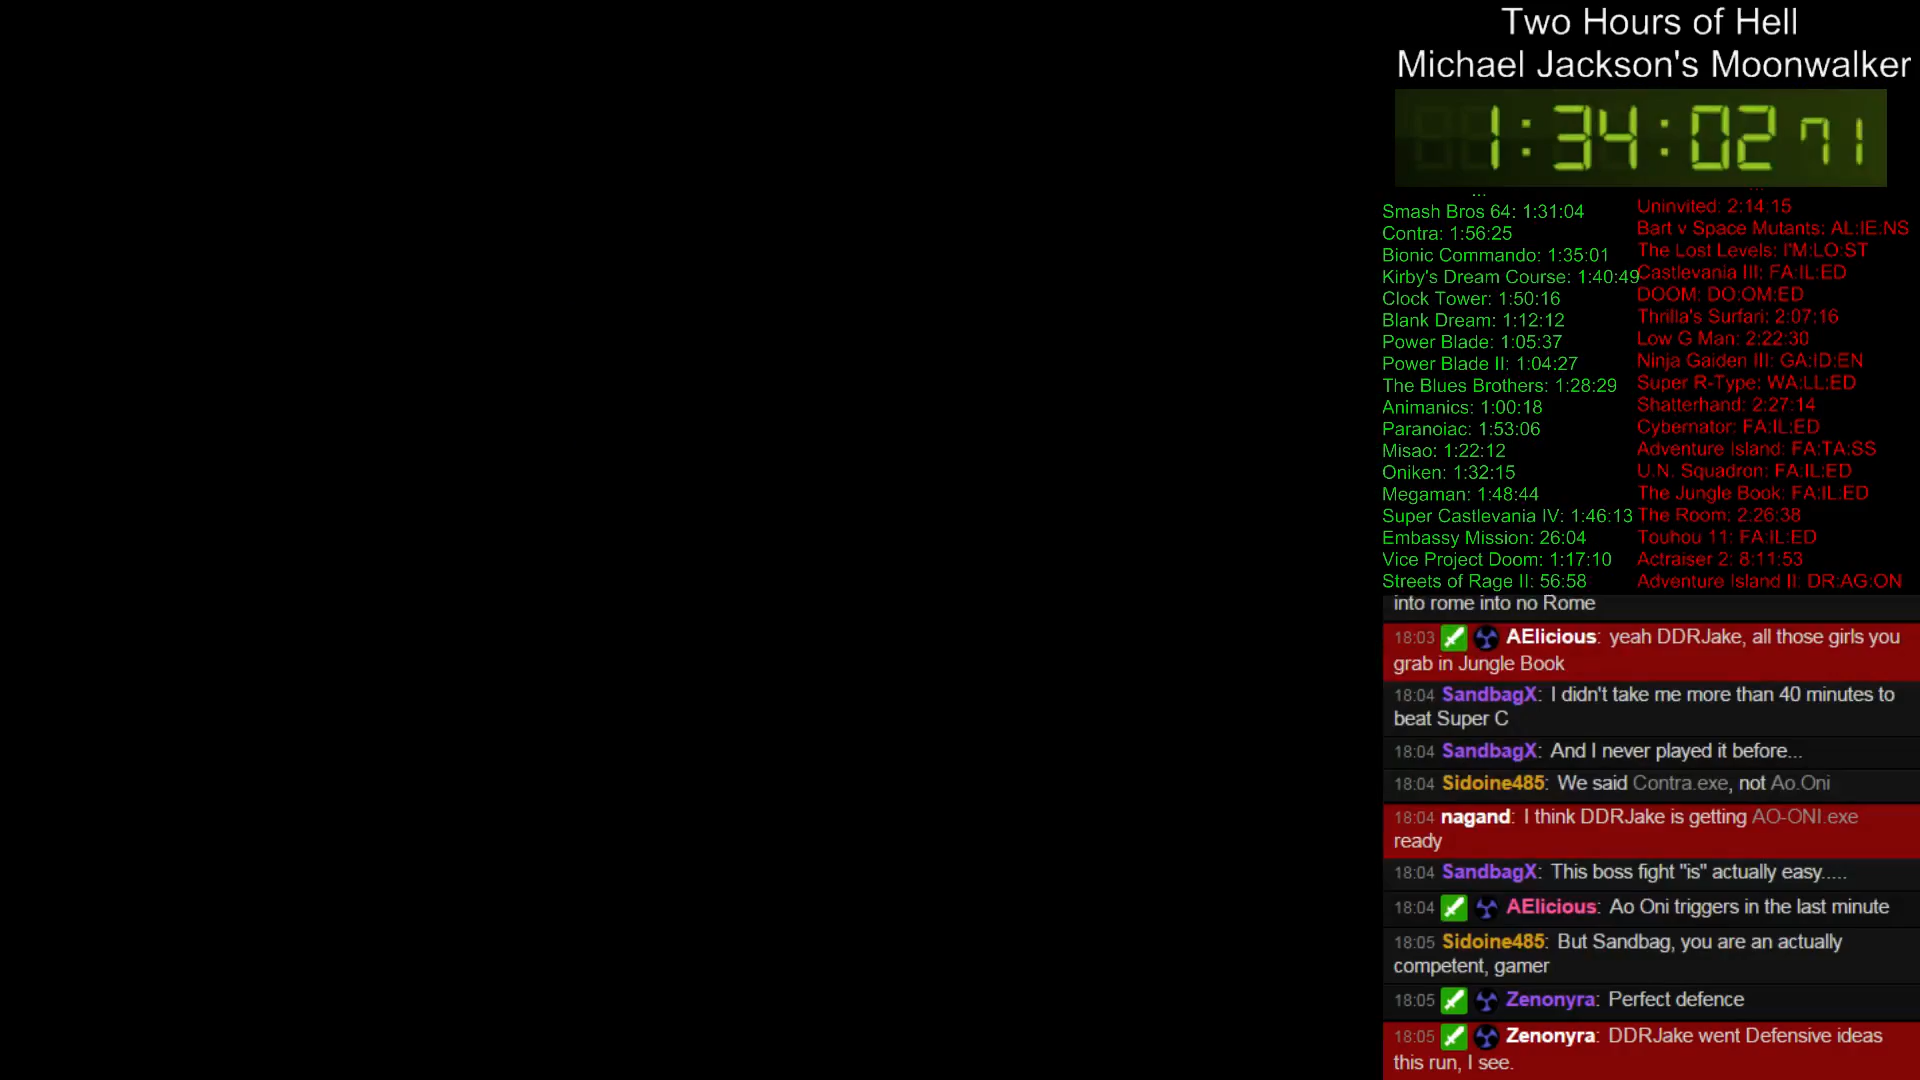 Two Hours of Hell
Michael Jackson's Moonwalker
1:34:02 71
...
Smash Bros 64: 1:31:04
Contra: 1:56:25
Bionic Commando: 1:35:01
Kirby's Dream Course: 1:40:49
Clock Tower: 1:50:16
Blank Dream: 1:12:12
Power Blade: 1:05:37
Power Blade II: 1:04:27
The Blues Brothers: 1:28:29
Animanics: 1:00:18
Paranoiac: 1:53:06
Misao: 1:22:12
Oniken: 1:32:15
Megaman: 1:48:44
Super Castlevania IV: 1:46:13
Embassy Mission: 26:04
Vice Project Doom: 1:17:10
Streets of Rage II: 56:58
...
Uninvited: 2:14:15
Bart v Space Mutants: AL:IE:NS
The Lost Levels: I'M:LO:ST
Castlevania III: FA:IL:ED
DOOM: DO:OM:ED
Thrilla's Surfari: 2:07:16
Low G Man: 2:22:30
Ninja Gaiden III: GA:ID:EN
Super R-Type: WA:LL:ED
Shatterhand: 2:27:14
Cybernator: FA:IL:ED
Adventure Island: FA:TA:SS
U.N. Squadron: FA:IL:ED
The Jungle Book: FA:IL:ED
The Room: 2:26:38
Touhou 11: FA:IL:ED
Actraiser 2: 8:11:53
Adventure Island II: DR:AG:ON
into rome into no Rome
18:03 AElicious: yeah DDRJake, all those girls you
grab in Jungle Book
18:04 SandbagX: I didn't take me more than 40 minutes to
beat Super C
18:04 SandbagX: And I never played it before...
18:04 Sidoine485: We said Contra.exe, not Ao.Oni
18:04 nagand: I think DDRJake is getting AO-ONI.exe
ready
18:04 SandbagX: This boss fight "is" actually easy.....
18:04 AElicious: Ao Oni triggers in the last minute
18:05 Sidoine485: But Sandbag, you are an actually
competent, gamer
18:05 Zenonyra: Perfect defence
18:05 Zenonyra: DDRJake went Defensive ideas
this run, I see.